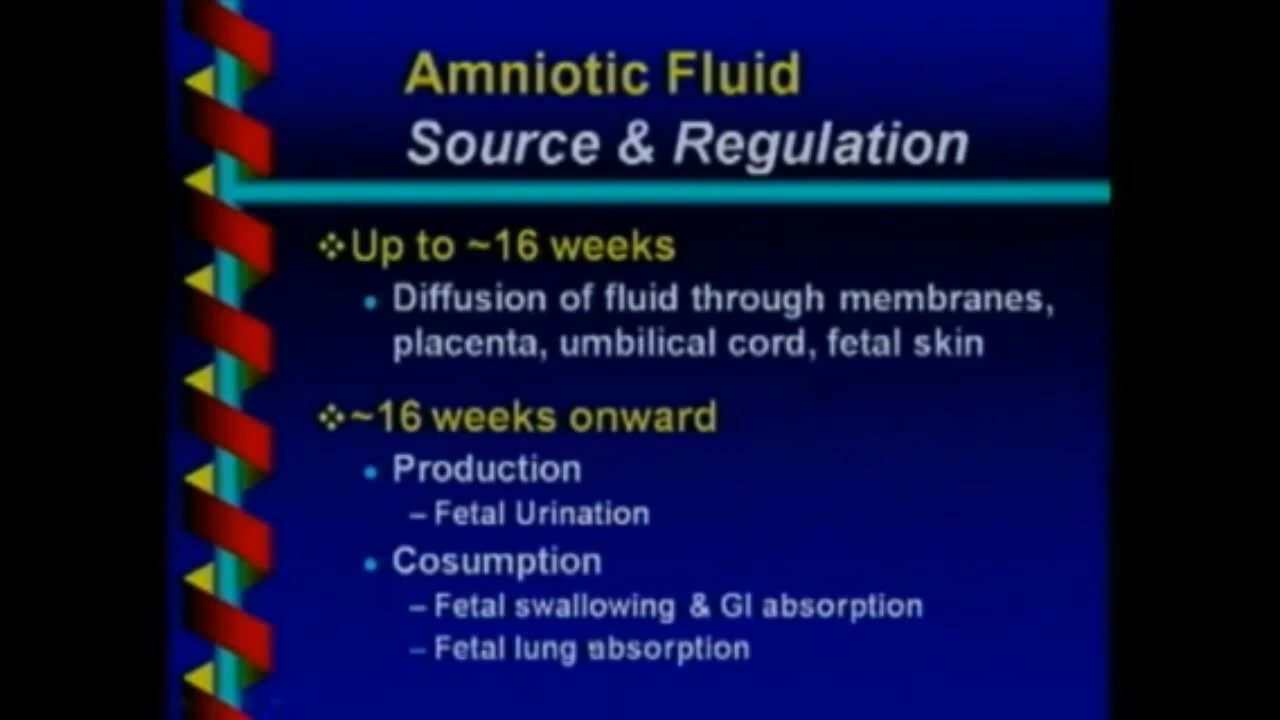 Amniotic Fluid
Source & Regulation
Up to ~16 weeks
Diffusion of fluid through membranes,
placenta, umbilical cord, fetal skin
~16 weeks onward
Production
– Fetal Urination
Cosumption
– Fetal swallowing & GI absorption
– Fetal lung absorption